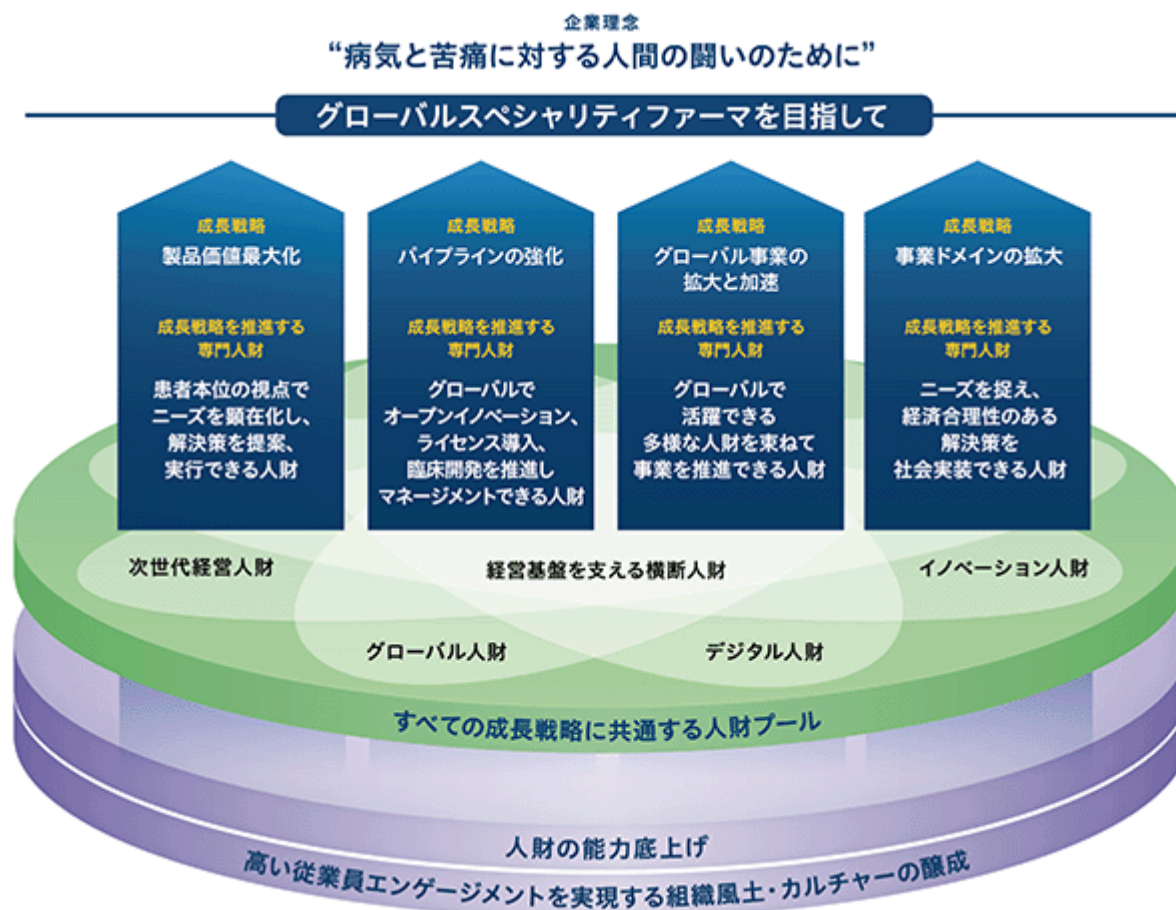 企業理念
“病気と苦痛に対する人間の闘いのために”
グローバルスペシャリティファーマを目指して
成長戦略
製品価値最大化
成長戦略を推進する
専門人財
患者本位の視点で
ニーズを顕在化し、
解決策を提案、
実行できる人財
成長戦略
パイプラインの強化
成長戦略を推進する
専門人財
グローバルで
オープンイノベーション、
ライセンス導入、
臨床開発を推進し
マネージメントできる人財
成長戦略
グローバル事業の
拡大と加速
成長戦略を推進する
専門人財
グローバルで
活躍できる
多様な人財を束ねて
事業を推進できる人財
成長戦略
事業ドメインの拡大
成長戦略を推進する
専門人財
ニーズを捉え、
経済合理性のある
解決策を
社会実装できる人財
次世代経営人財
経営基盤を支える横断人財
イノベーション人財
グローバル人財
デジタル人財
すべての成長戦略に共通する人財プール
人財の能力底上げ
高い従業員エンゲージメントを実現する組織風土・カルチャーの醸成